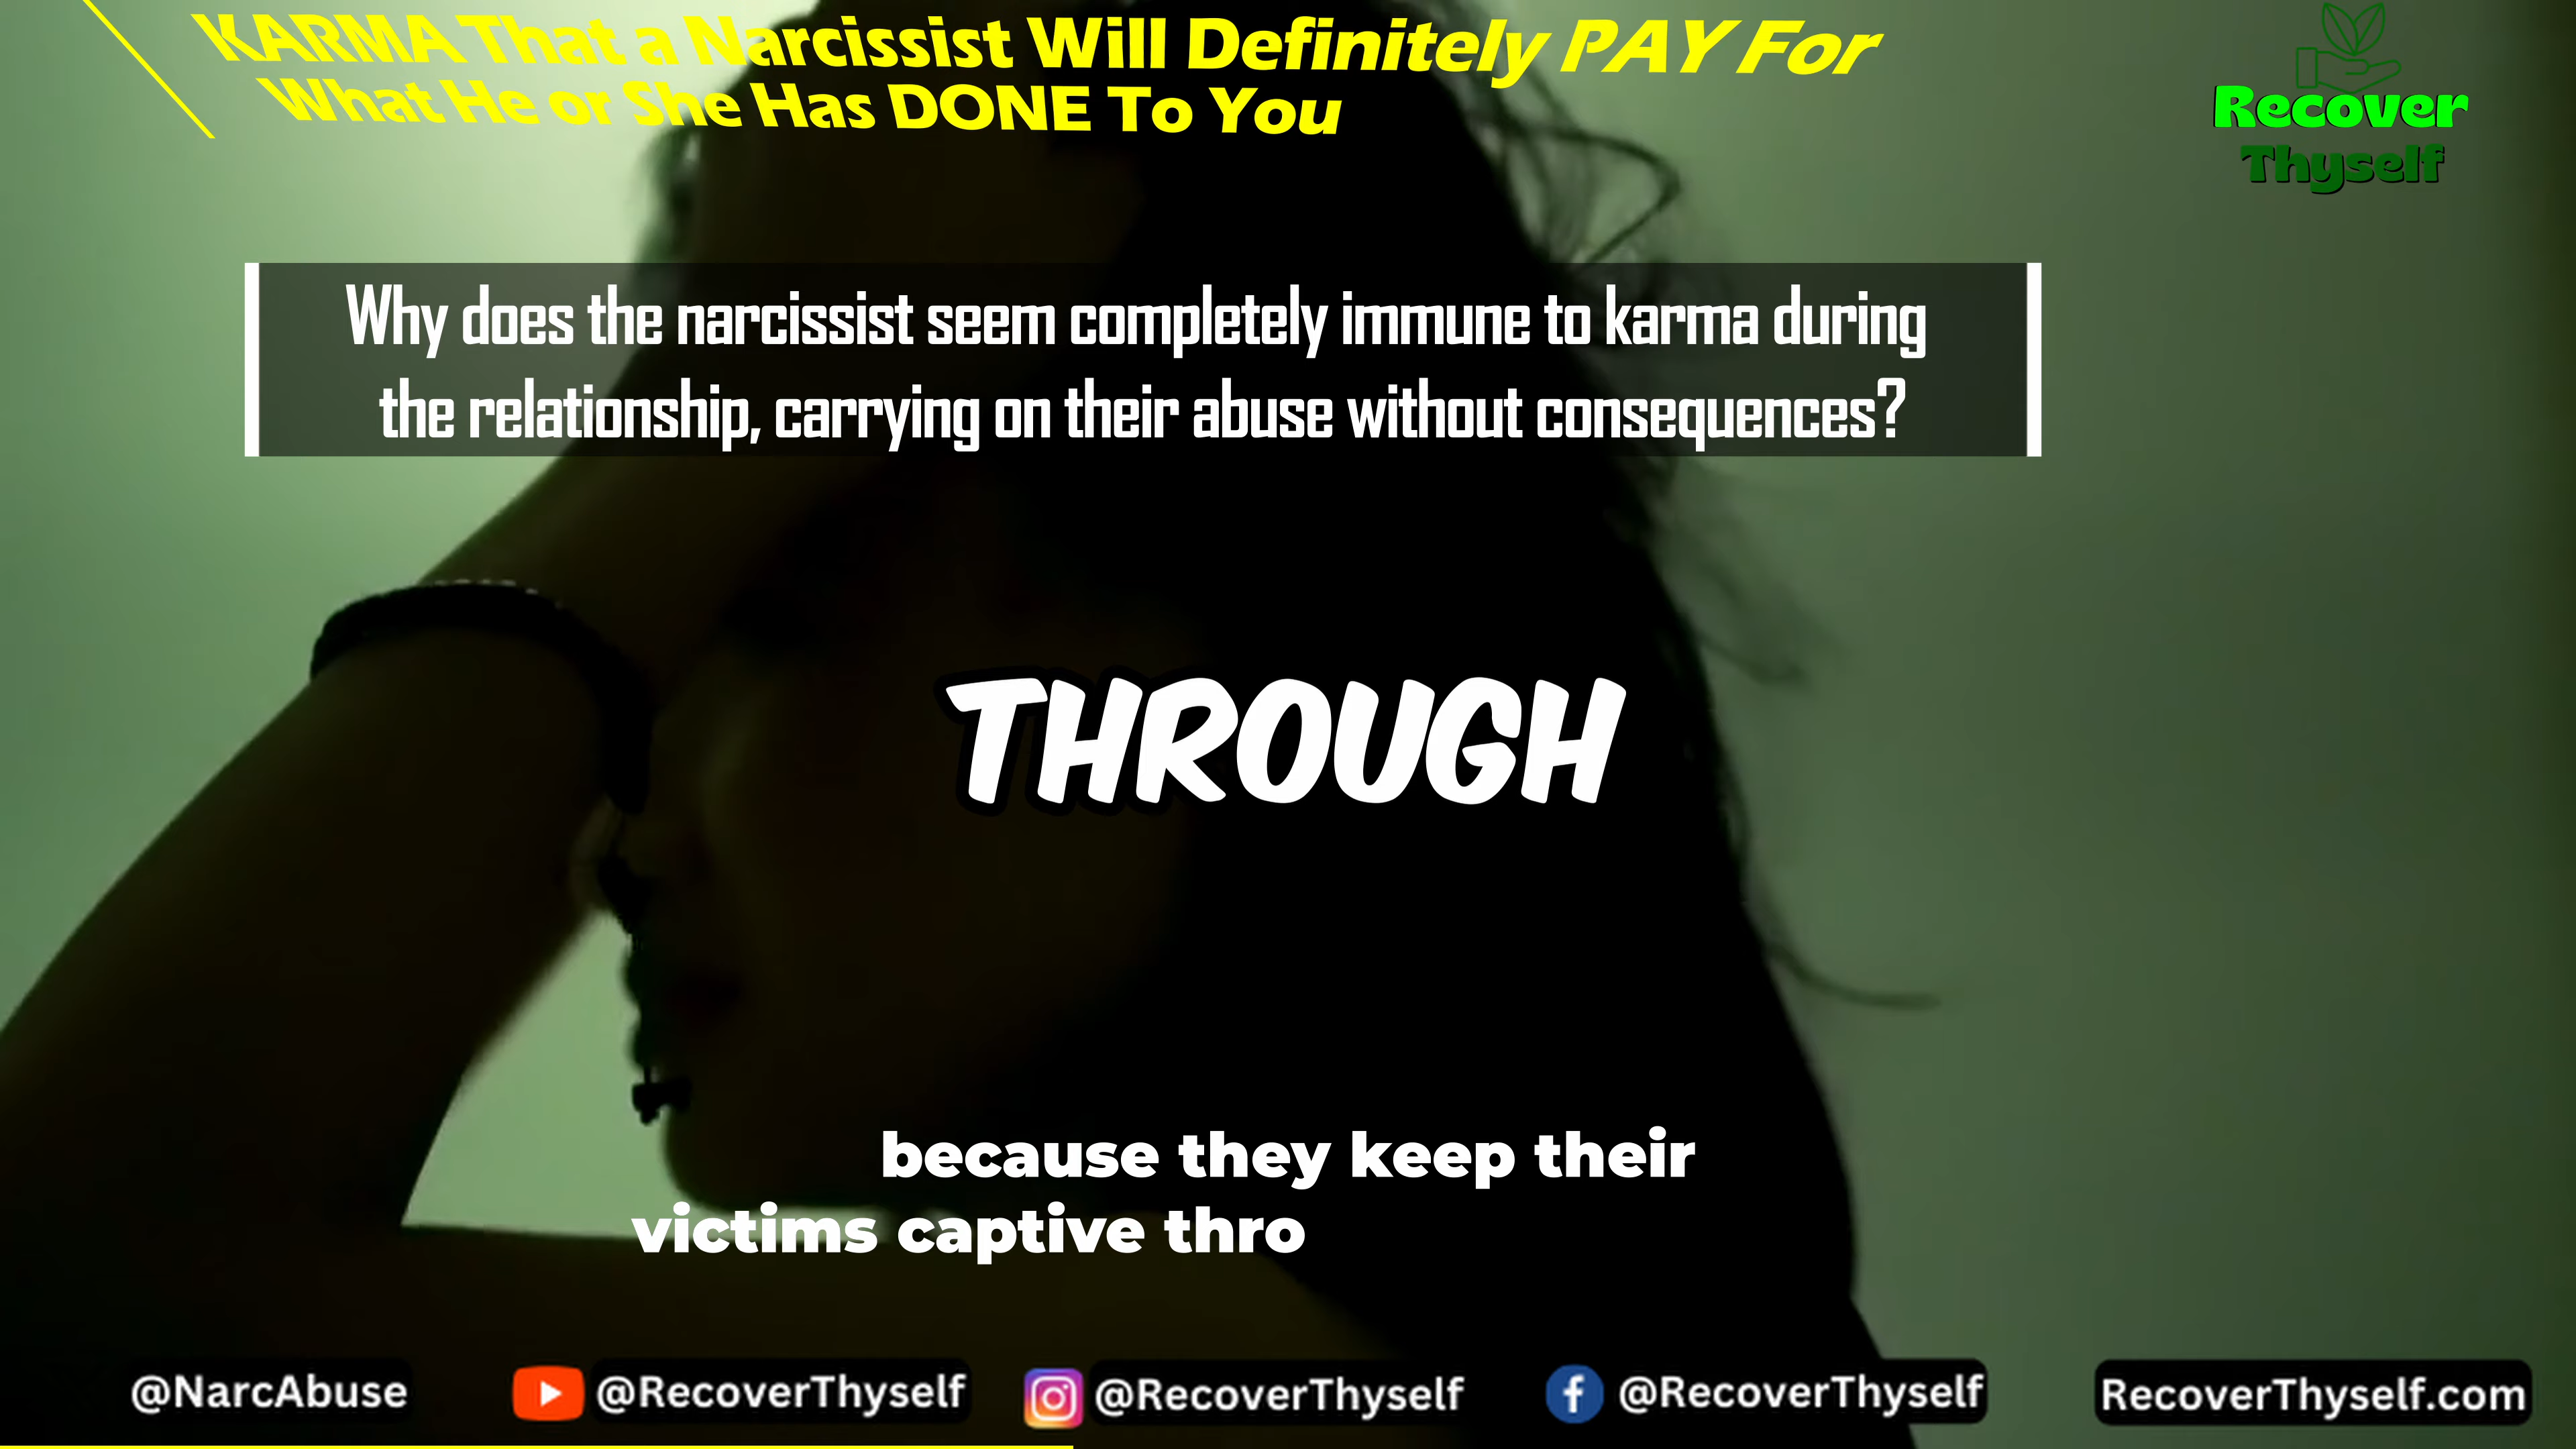 KARMA That a Narcissist Will Definitely PAY For
What He or She Has DONE To You
Recover
Thyself
Why does the narcissist seem completely immune to karma during
the relationship, carrying on their abuse without consequences?
THROUGH
because they keep their
victims captive thro
@NarcAbuse
@RecoverThyself
@RecoverThyself
@RecoverThyself
RecoverThyself.com